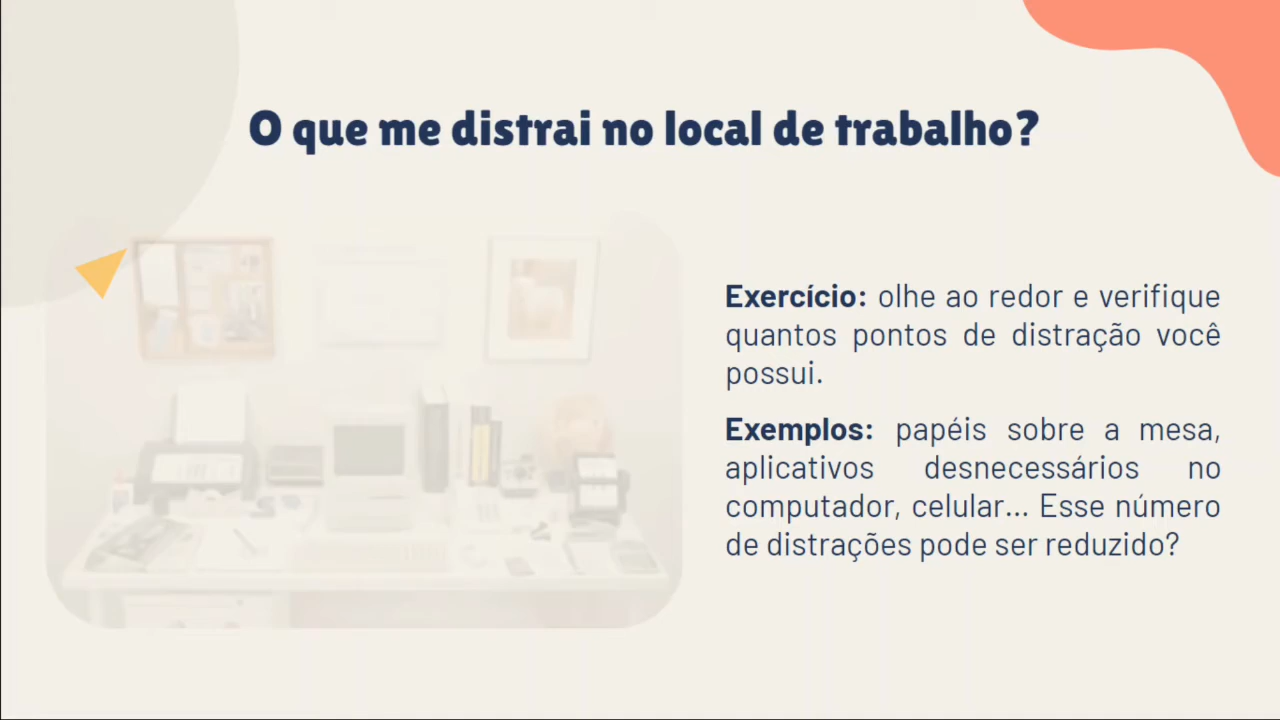 O que me distrai no local de trabalho?
Exercício: olhe ao redor e verifique
quantos pontos de distração você
possui.
Exemplos: papéis sobre a mesa,
aplicativos desnecessários no
computador, celular... Esse número
de distrações pode ser reduzido?